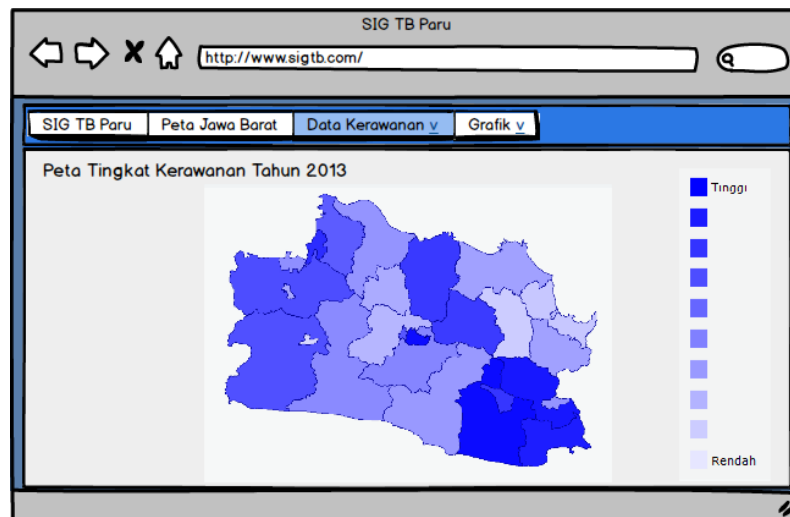 SIG TB Paru
http://www.sigtb.com/
SIG TB Paru Peta Jawa Barat Data Kerawanan v Grafik v
Peta Tingkat Kerawanan Tahun 2013
Tinggi
Rendah